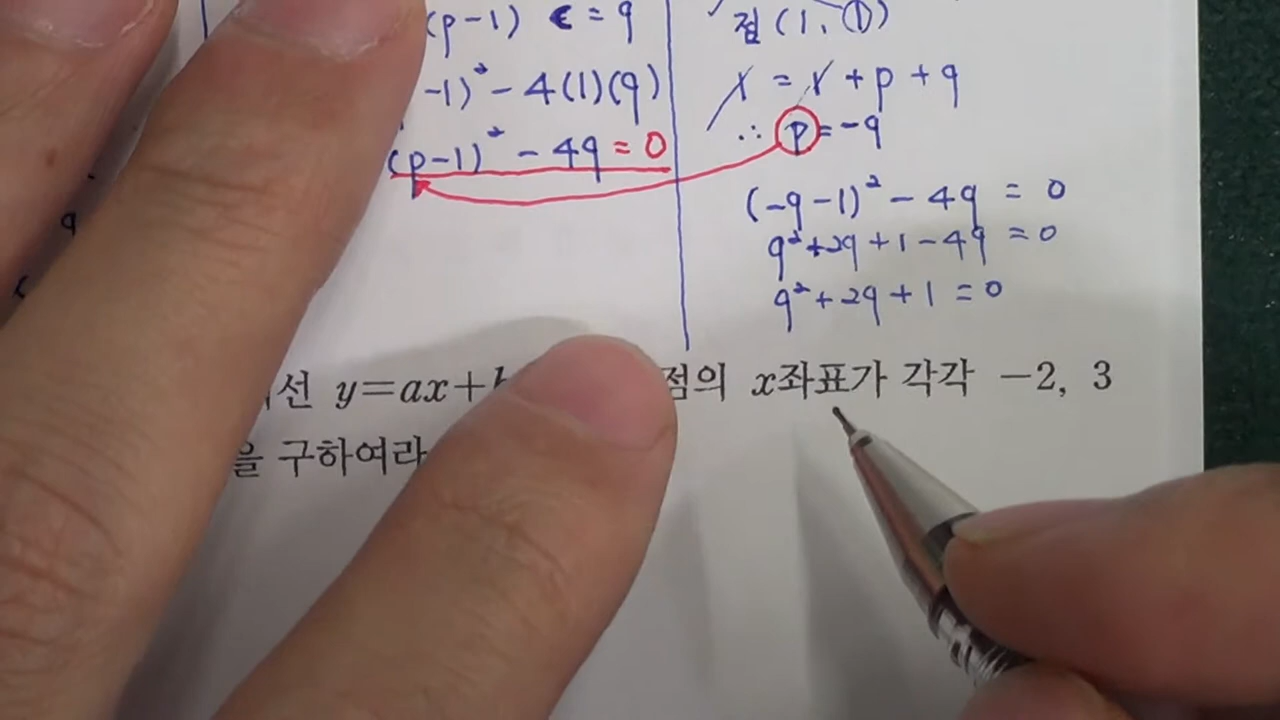 (p-1) ε = q
-1)² - 4(1)(q)
(p-1)² - 4q = 0
점 (1, ①)
1 = 1 + p + q
∴ p = -q
(-q-1)² - 4q = 0
q²+2q+1-4q = 0
q²+2q+1 = 0
선 y=ax+b 점의 x좌표가 각각 -2, 3
을 구하여라